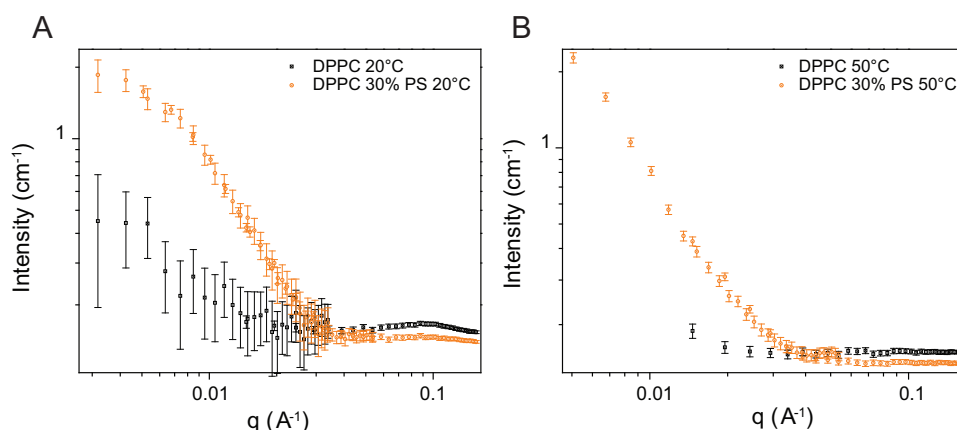 A
DPPC 20°C
DPPC 30% PS 20°C
1
Intensity (cm⁻¹)
0.01
0.1
q (A⁻¹)
B
DPPC 50°C
DPPC 30% PS 50°C
1
Intensity (cm⁻¹)
0.01
0.1
q (A⁻¹)